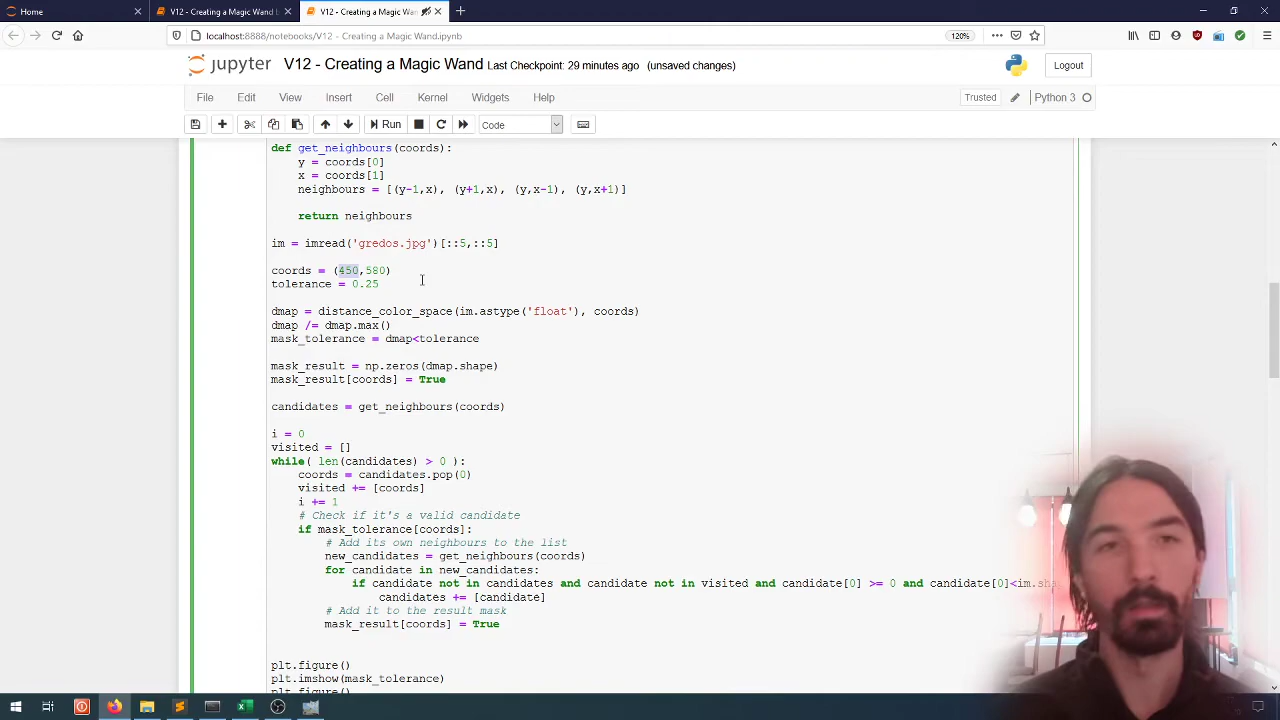 Home
V12 - Creating a Magic Wand b
V12 - Creating a Magic Wan
localhost:8888/notebooks/V12 - Creating a Magic Wand.ipynb
120%
jupyter V12 - Creating a Magic Wand Last Checkpoint: 29 minutes ago (unsaved changes)
Logout
File Edit View Insert Cell Kernel Widgets Help
Trusted
Python 3
Run
Code
def get_neighbours(coords):
    y = coords[0]
    x = coords[1]
    neighbours = [(y-1,x), (y+1,x), (y,x-1), (y,x+1)]
    return neighbours
im = imread('gredos.jpg')[::5,::5]
coords = (450,580)
tolerance = 0.25
dmap = distance_color_space(im.astype('float'), coords)
dmap /= dmap.max()
mask_tolerance = dmap<tolerance
mask_result = np.zeros(dmap.shape)
mask_result[coords] = True
candidates = get_neighbours(coords)
i = 0
visited = []
while( len(candidates) > 0 ):
    coords = candidates.pop(0)
    visited += [coords]
    i += 1
    # Check if it's a valid candidate
    if mask_tolerance[coords]:
        # Add its own neighbours to the list
        new_candidates = get_neighbours(coords)
        for candidate in new_candidates:
            if candidate not in candidates and candidate not in visited and candidate[0] >= 0 and candidate[0]<im.sha
                candidates += [candidate]
        # Add it to the result mask
        mask_result[coords] = True
plt.figure()
plt.imshow(mask_tolerance)
plt.figure()